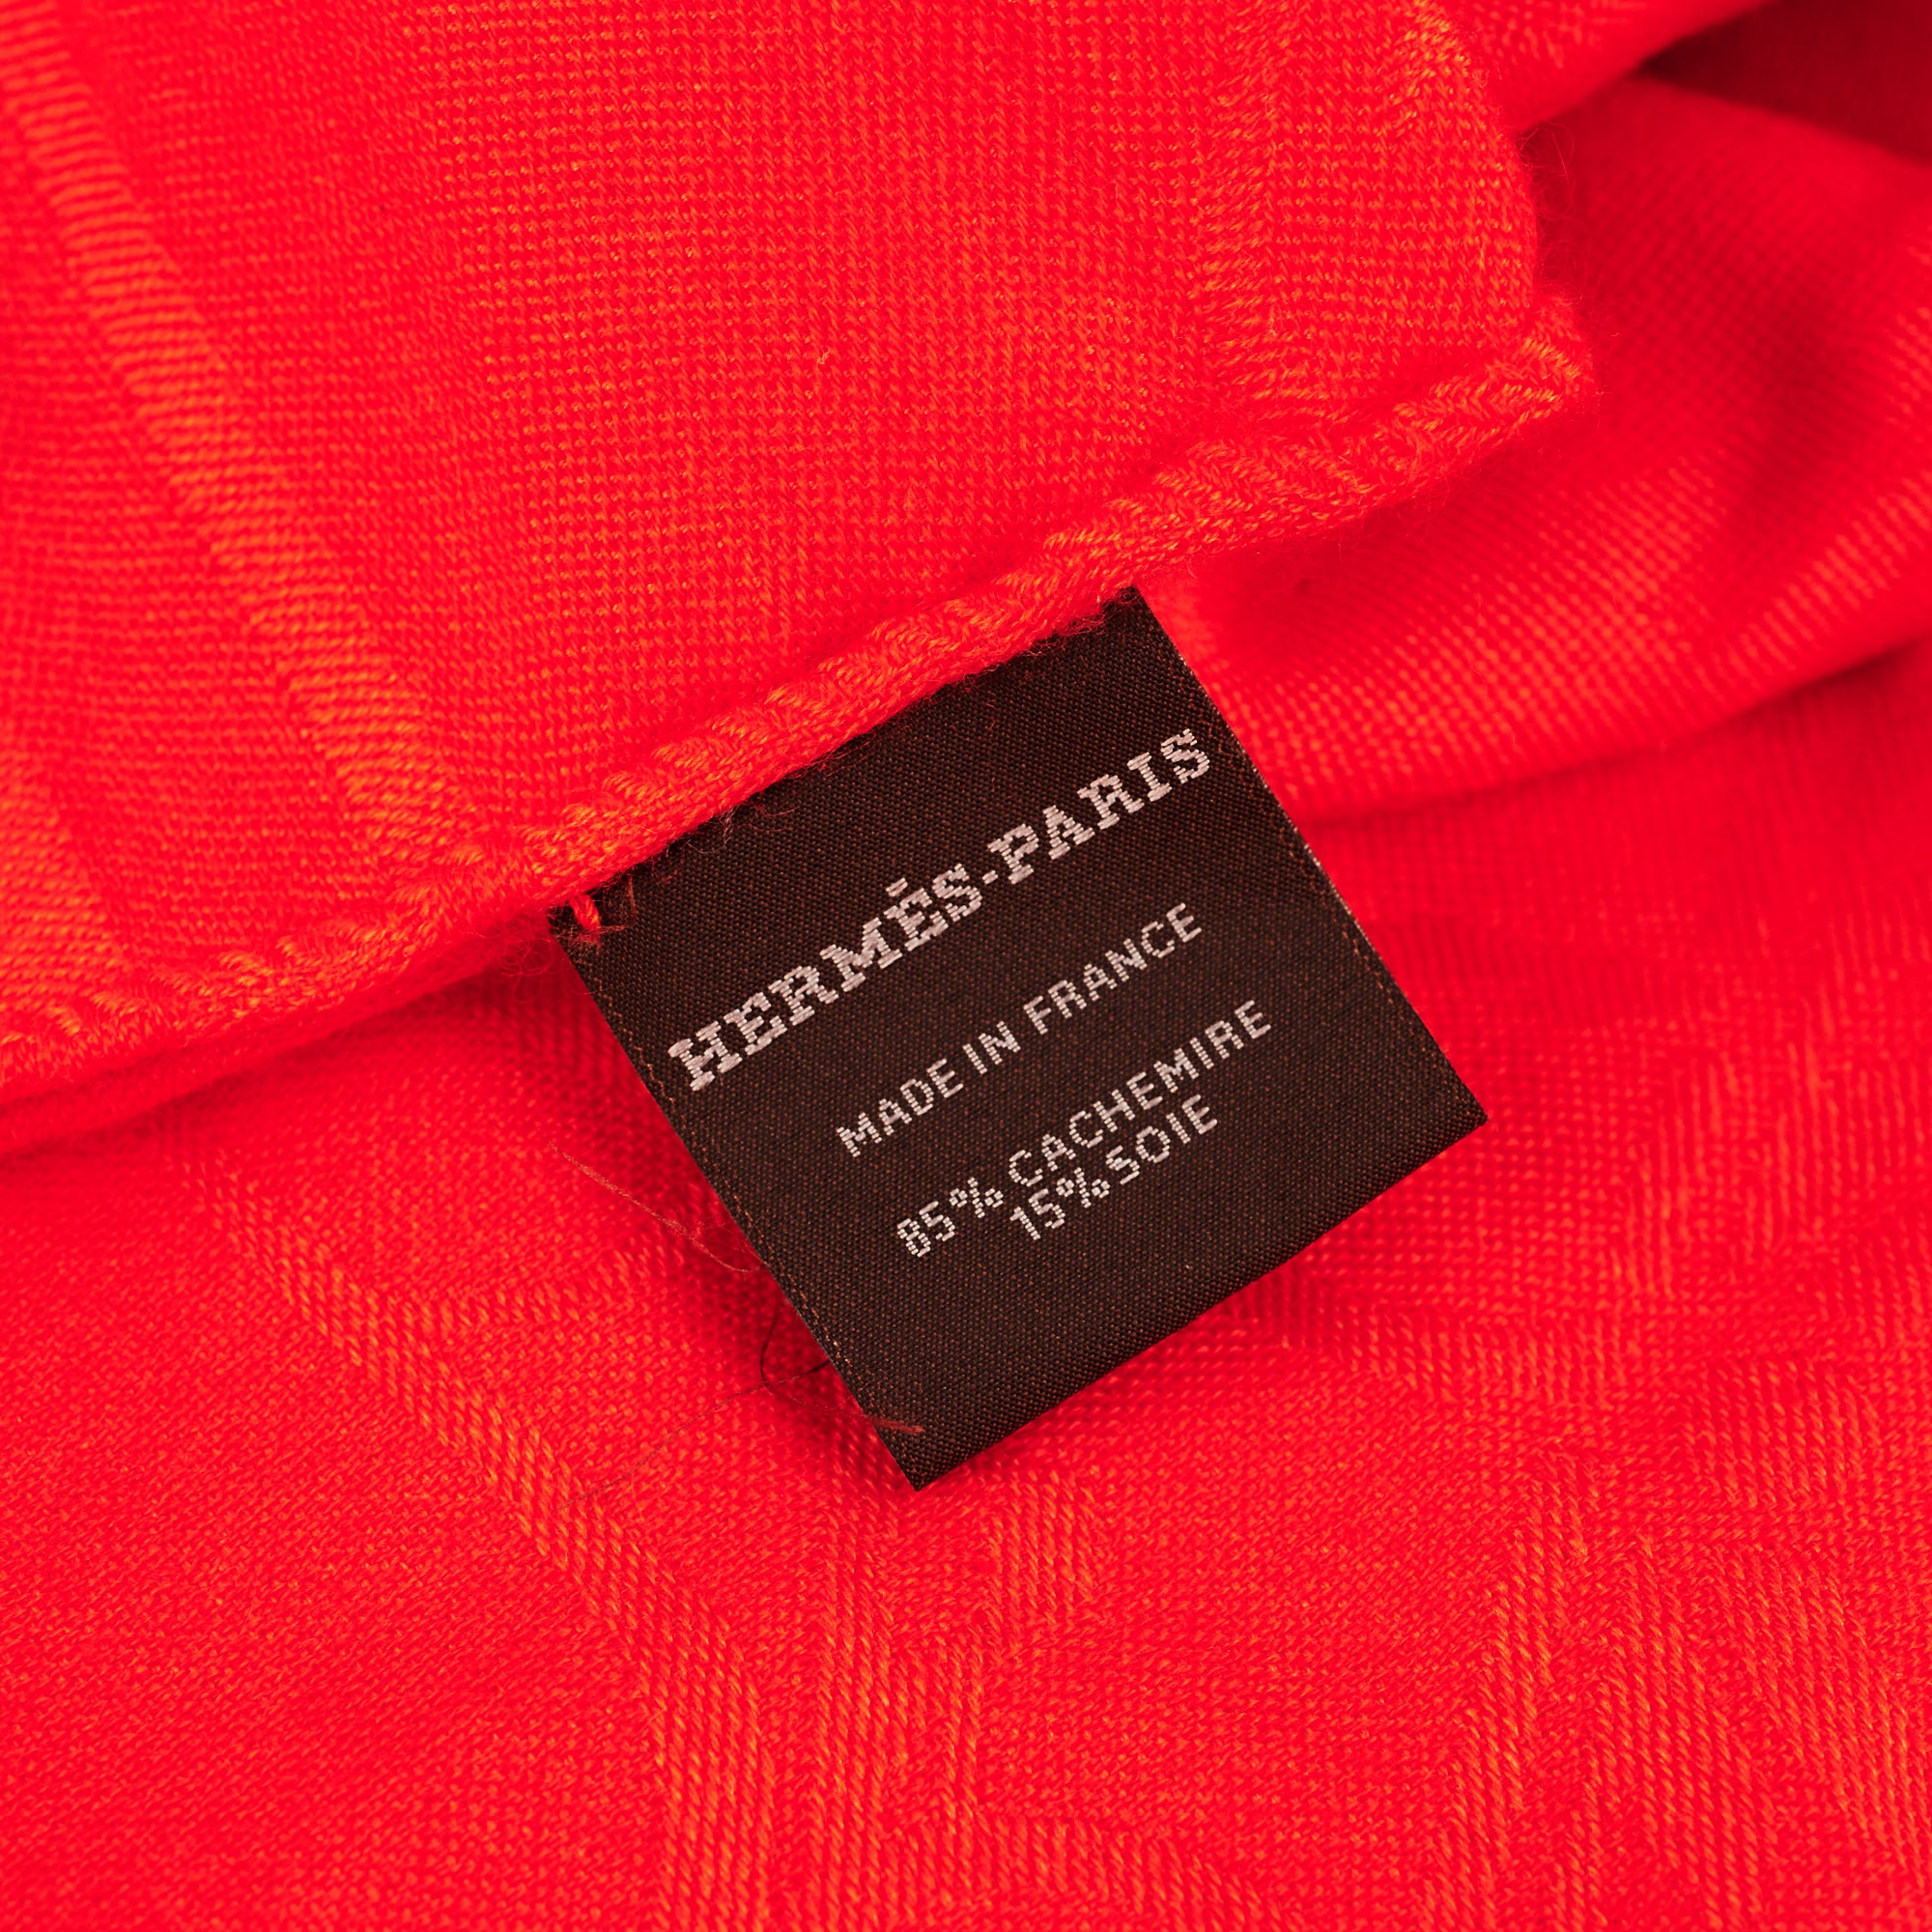 HERMÈS-PARIS
MADE IN FRANCE
85% CACHEMIRE
15% SOIE